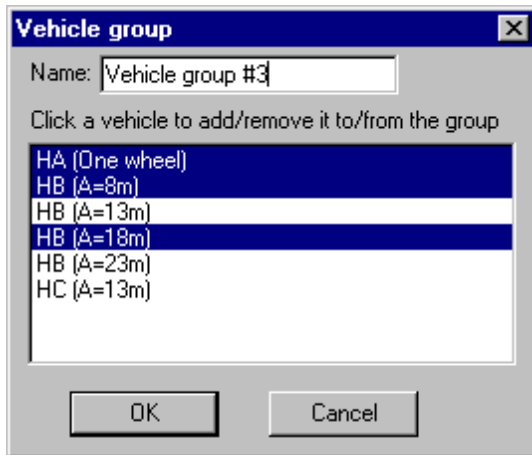 Vehicle group
Name: Vehicle group #3
Click a vehicle to add/remove it to/from the group
HA (One wheel)
HB (A=8m)
HB (A=13m)
HB (A=18m)
HB (A=23m)
HC (A=13m)
OK Cancel